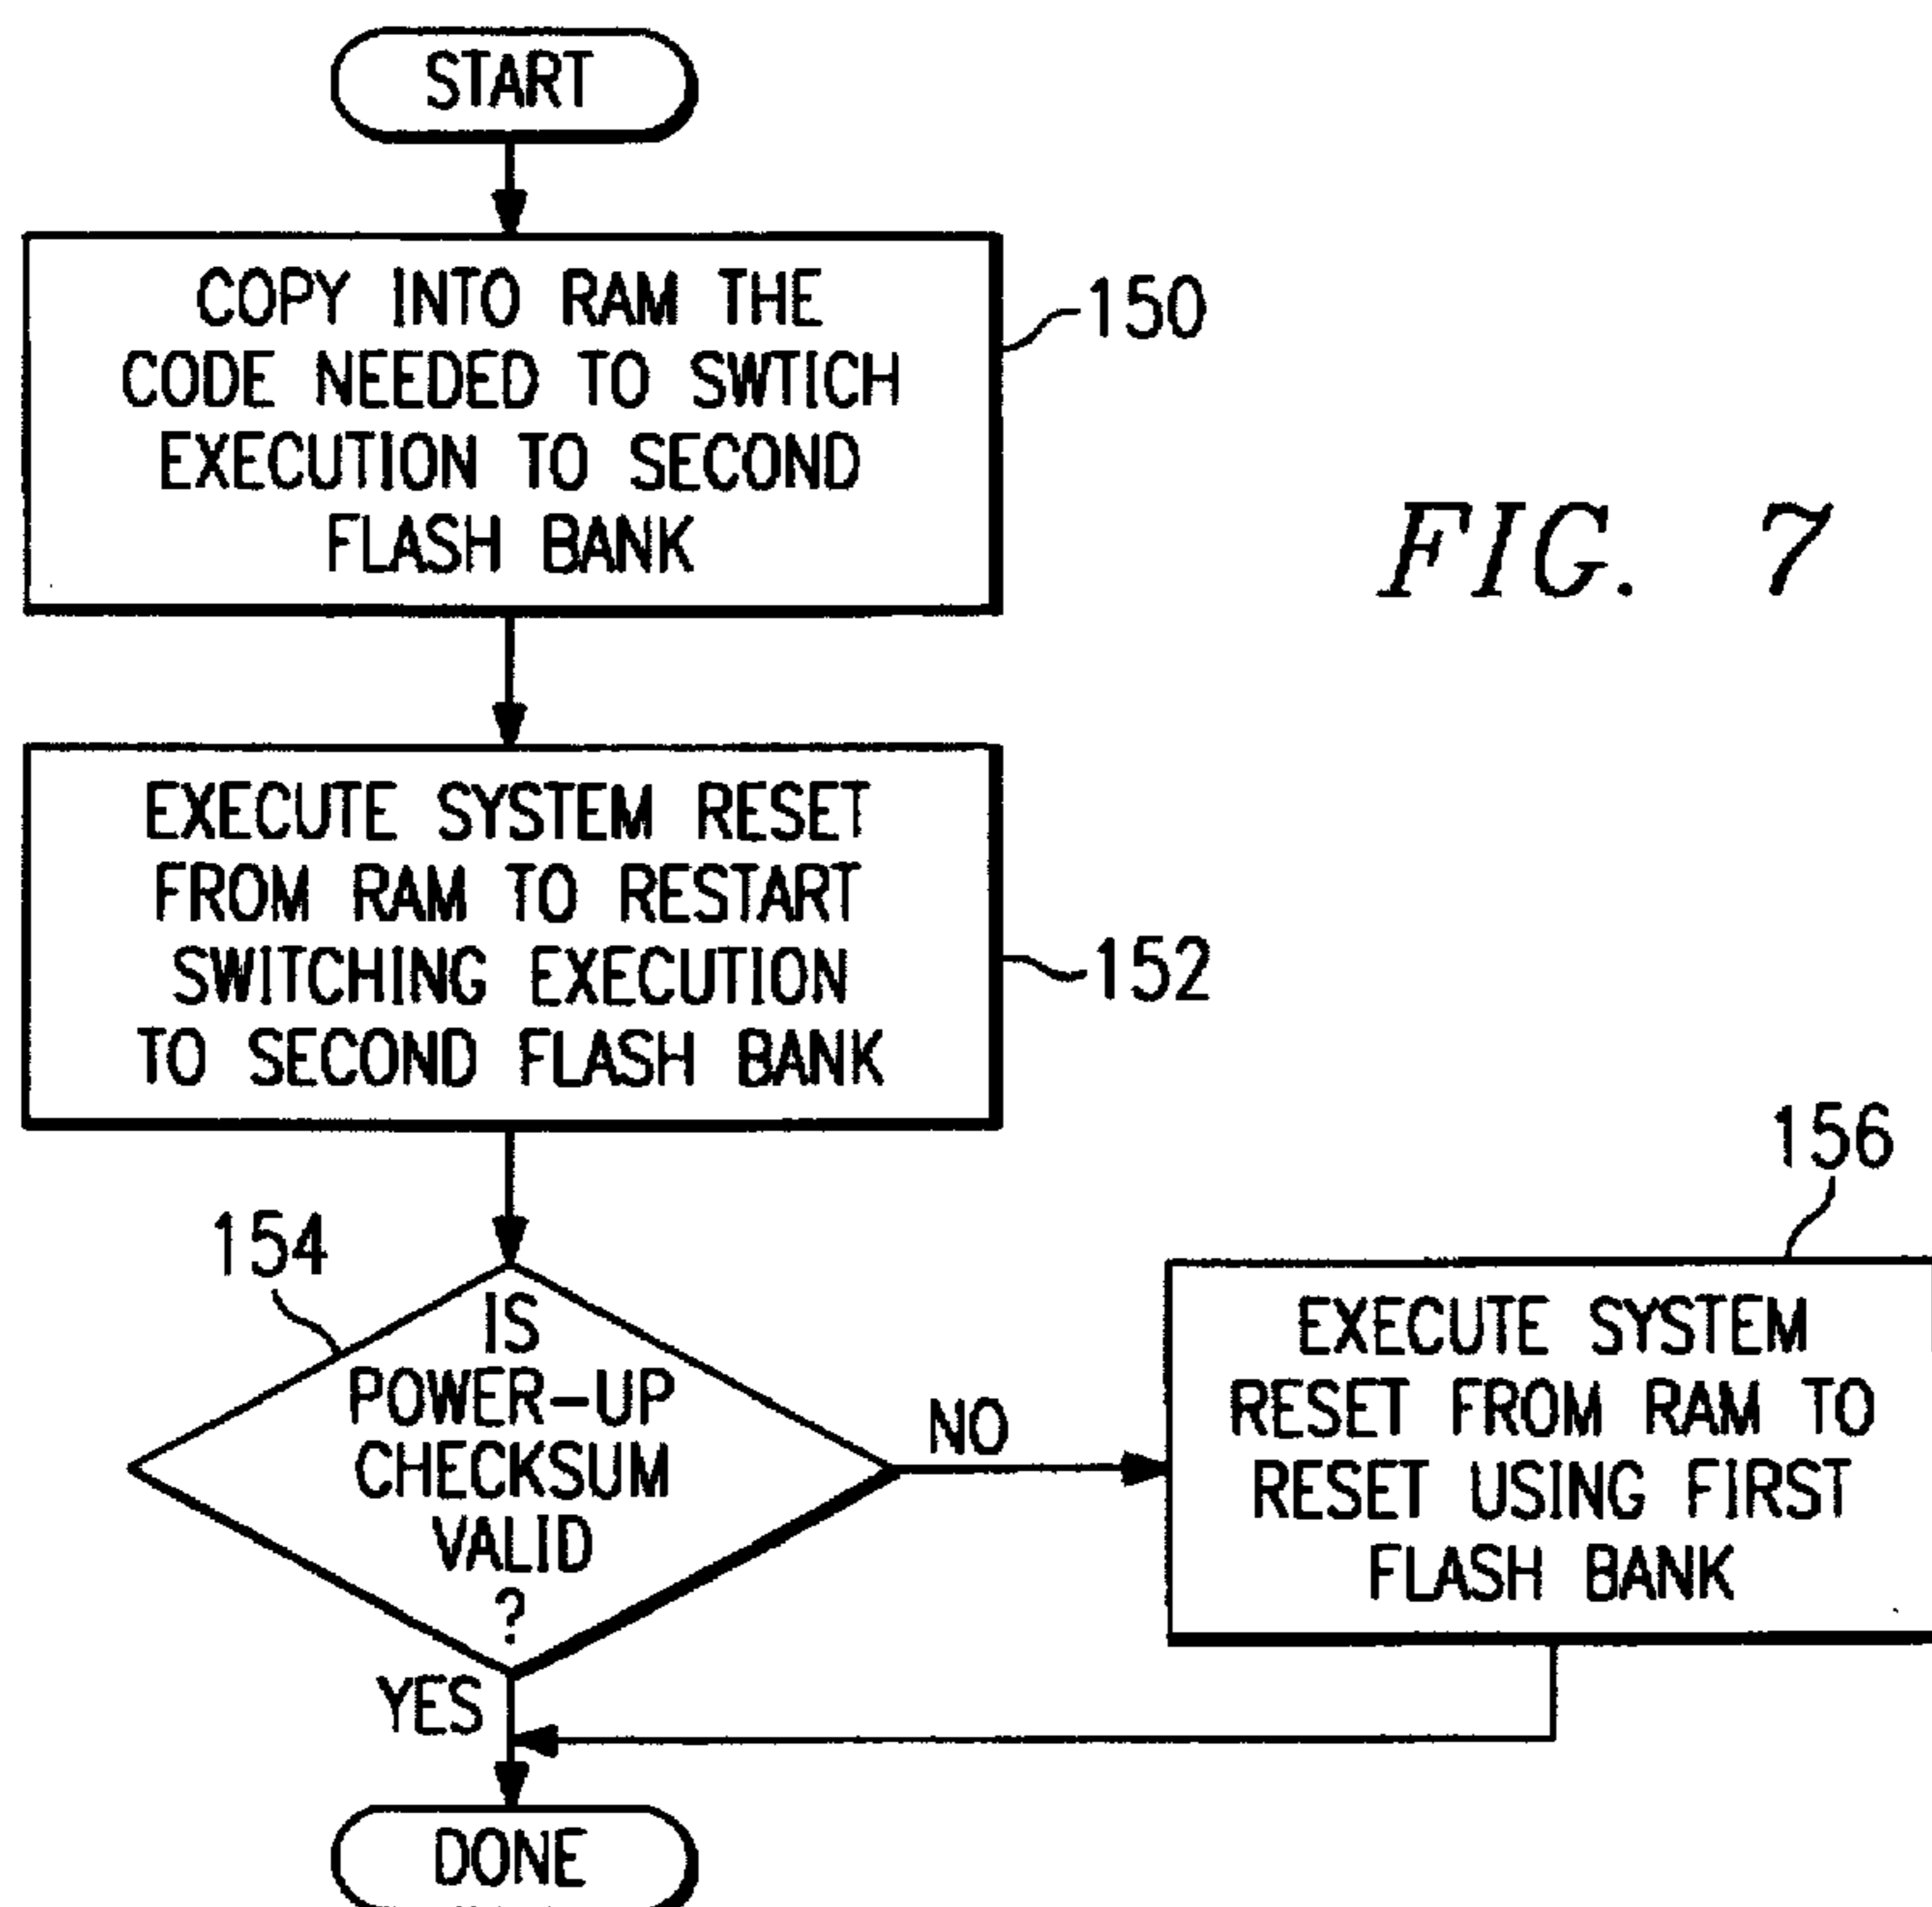 START
COPY INTO RAM THE
CODE NEEDED TO SWTICH
EXECUTION TO SECOND
FLASH BANK
150
FIG. 7
EXECUTE SYSTEM RESET
FROM RAM TO RESTART
SWITCHING EXECUTION
TO SECOND FLASH BANK
152
154
IS
POWER-UP
CHECKSUM
VALID
?
NO
YES
156
EXECUTE SYSTEM
RESET FROM RAM TO
RESET USING FIRST
FLASH BANK
DONE